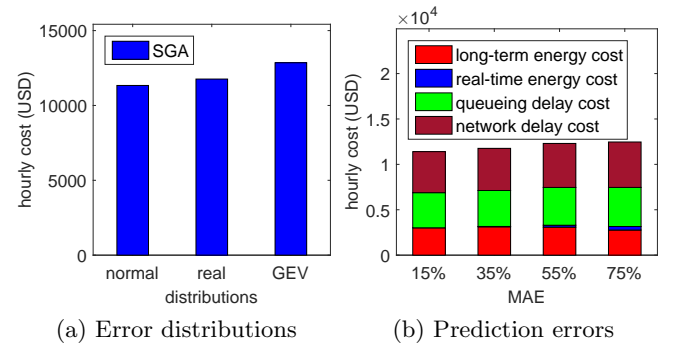 15000
10000
5000
0
hourly cost (USD)
SGA
normal real GEV
distributions
(a) Error distributions
×10⁴
2
1.5
1
0.5
0
hourly cost (USD)
long-term energy cost
real-time energy cost
queueing delay cost
network delay cost
15% 35% 55% 75%
MAE
(b) Prediction errors